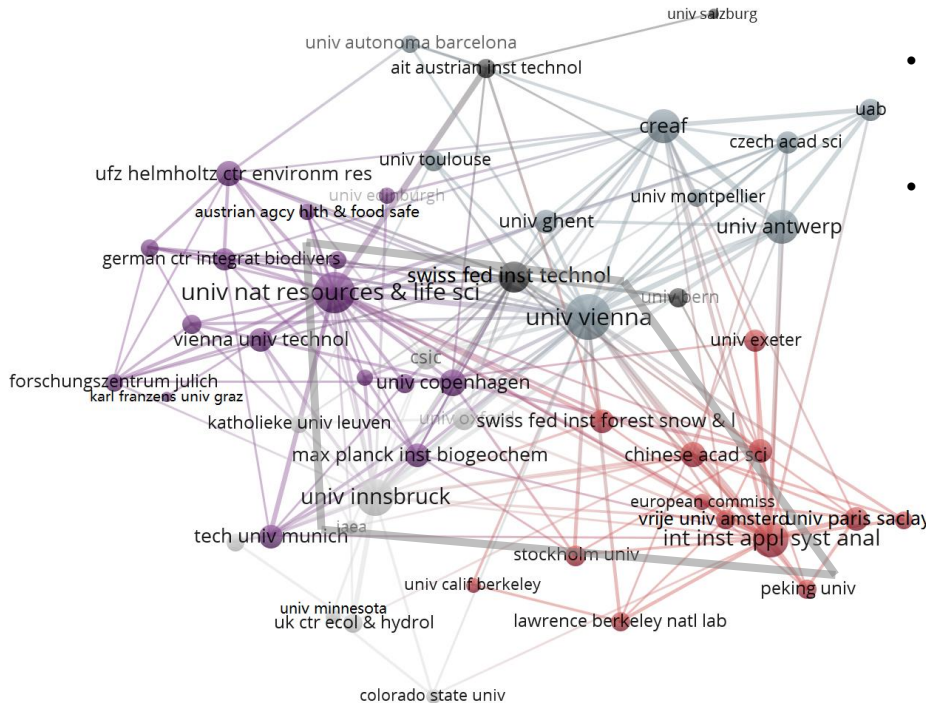 univ salzburg
univ autonoma barcelona
ait austrian inst technol
uab
creaf
czech acad sci
univ toulouse
ufz helmholtz ctr environm res
univ edinburgh
univ montpellier
austrian agcy hlth & food safe
univ ghent
univ antwerp
german ctr integrat biodivers
swiss fed inst technol
univ nat resources & life sci
univ bern
univ vienna
vienna univ technol
univ exeter
csic
forschungszentrum julich
univ copenhagen
karl franzens univ graz
katholieke univ leuven
univ oxford
swiss fed inst forest snow & l
max planck inst biogeochem
chinese acad sci
univ innsbruck
european commiss
vrije univ amsterd
univ paris saclay
iaea
tech univ munich
int inst appl syst anal
stockholm univ
univ calif berkeley
peking univ
univ minnesota
uk ctr ecol & hydrol
lawrence berkeley natl lab
colorado state univ